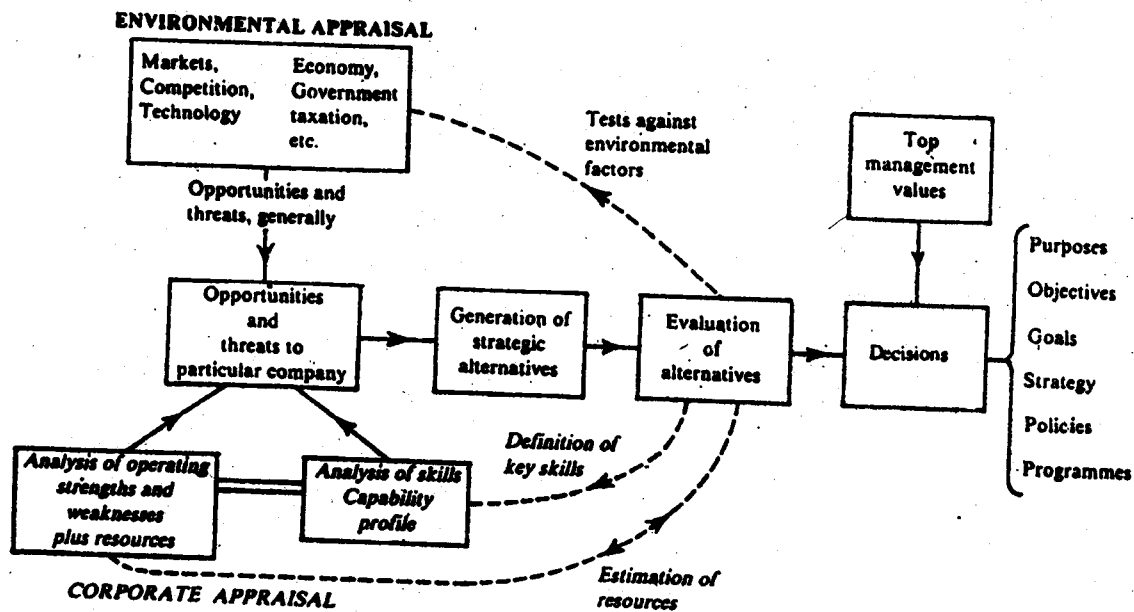 ENVIRONMENTAL APPRAISAL
Markets,
Competition,
Technology
Economy,
Government
taxation,
etc.
Opportunities and
threats, generally
Tests against
environmental
factors
Top
management
values
Opportunities
and
threats to
particular company
Generation of
strategic
alternatives
Evaluation
of
alternatives
Decisions
Purposes
Objectives
Goals
Strategy
Policies
Programmes
Analysis of operating
strengths and
weaknesses
plus resources
Analysis of skills
Capability
profile
Definition of
key skills
Estimation of
resources
CORPORATE APPRAISAL